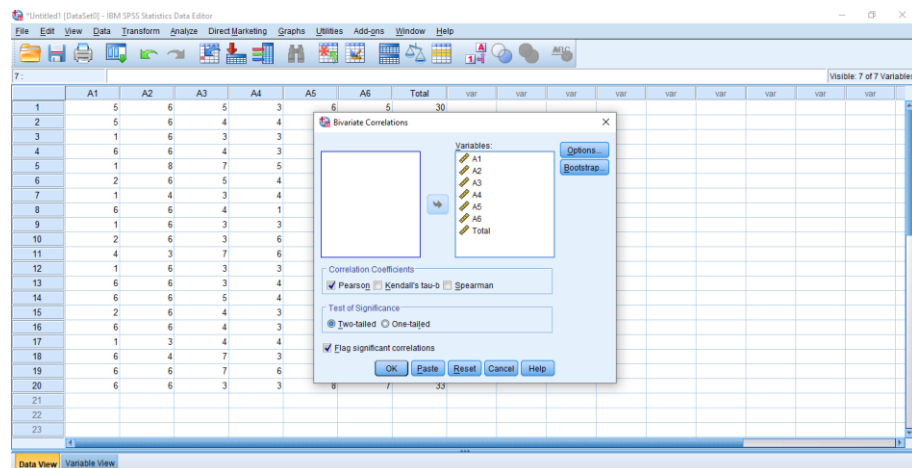 *Untitled1 [DataSet0] - IBM SPSS Statistics Data Editor
File Edit View Data Transform Analyze Direct Marketing Graphs Utilities Add-ons Window Help
7 :
Visible: 7 of 7 Variables
A1 A2 A3 A4 A5 A6 Total var var var var var var var
1 5 6 5 3 6 5 30
2 5 6 4 4
3 1 6 3 3
4 6 6 4 3
5 1 8 7 5
6 2 6 5 4
7 1 4 3 4
8 6 6 4 1
9 1 6 3 3
10 2 6 3 6
11 4 3 7 6
12 1 6 3 3
13 6 6 3 4
14 6 6 5 4
15 2 6 4 3
16 6 6 4 3
17 1 3 4 4
18 6 4 7 3
19 6 6 7 6
20 6 6 3 3 8 7 33
21
22
23
Bivariate Correlations
Variables:
A1
A2
A3
A4
A5
A6
Total
Options...
Bootstrap...
Correlation Coefficients
Pearson Kendall's tau-b Spearman
Test of Significance
Two-tailed One-tailed
Flag significant correlations
OK Paste Reset Cancel Help
Data View Variable View